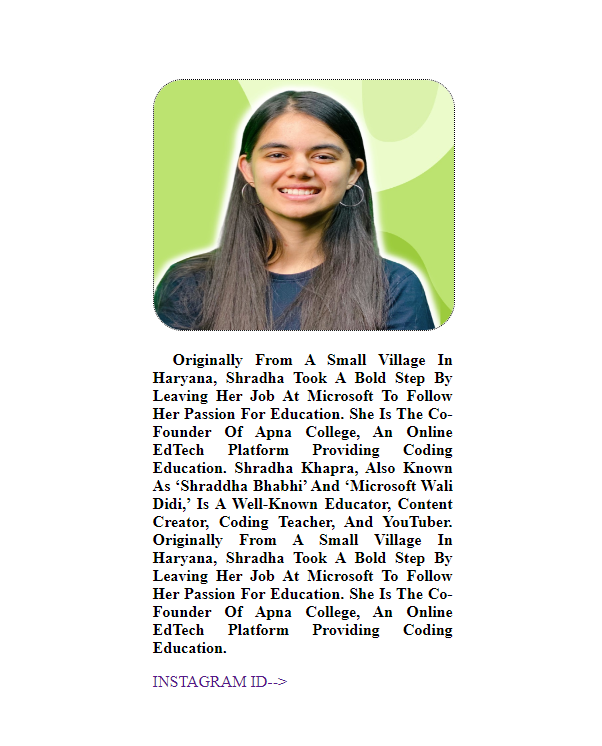 Originally From A Small Village In
Haryana, Shradha Took A Bold Step By
Leaving Her Job At Microsoft To Follow
Her Passion For Education. She Is The Co-
Founder Of Apna College, An Online
EdTech Platform Providing Coding
Education. Shradha Khapra, Also Known
As ‘Shraddha Bhabhi’ And ‘Microsoft Wali
Didi,’ Is A Well-Known Educator, Content
Creator, Coding Teacher, And YouTuber.
Originally From A Small Village In
Haryana, Shradha Took A Bold Step By
Leaving Her Job At Microsoft To Follow
Her Passion For Education. She Is The Co-
Founder Of Apna College, An Online
EdTech Platform Providing Coding
Education.
INSTAGRAM ID-->